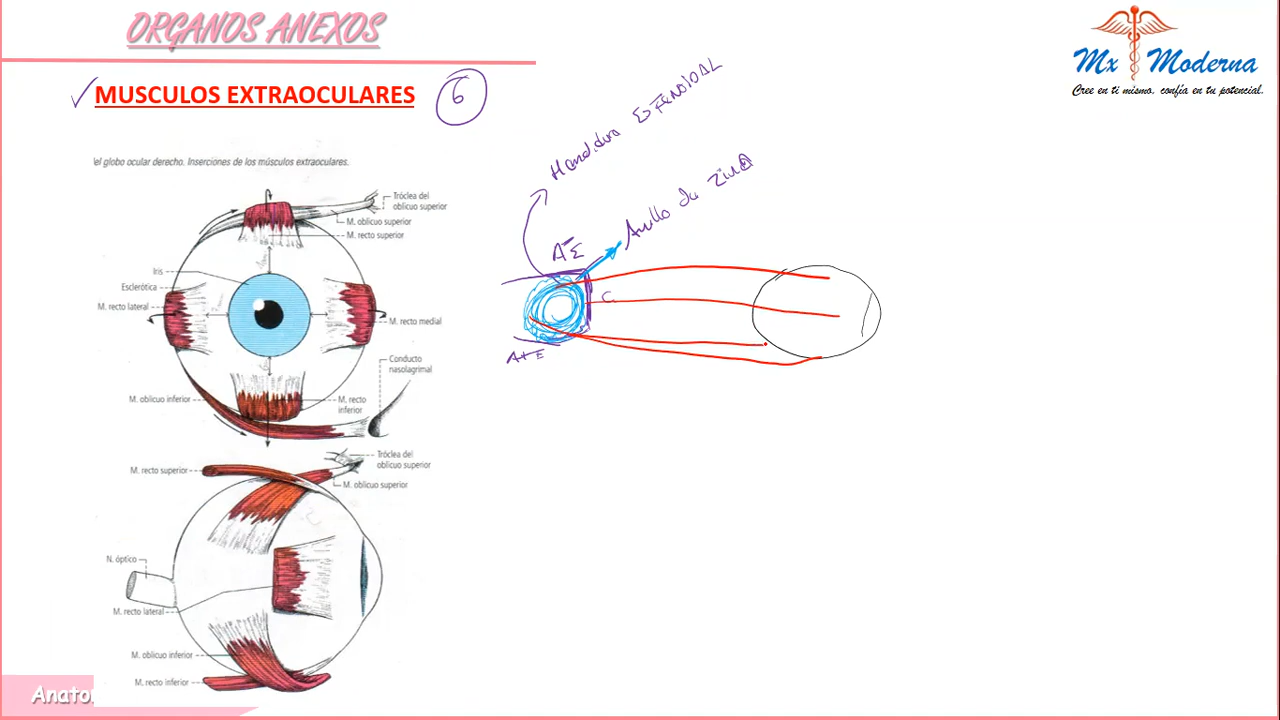 ORGANOS ANEXOS
Mx Moderna
Cree en ti mismo, confía en tu potencial.
MUSCULOS EXTRAOCULARES
6
Hendidura ESFENOIDAL
Anillo de ZINN
AE
C
el globo ocular derecho. Inserciones de los músculos extraoculares.
Tróclea del
oblicuo superior
M. oblicuo superior
M. recto superior
Iris
Esclerótica
M. recto lateral
M. recto medial
Conducto
nasolagrimal
M. oblicuo inferior
M. recto
inferior
Tróclea del
oblicuo superior
M. recto superior
M. oblicuo superior
N. óptico
M. recto lateral
M. oblicuo inferior
M. recto inferior
Anato